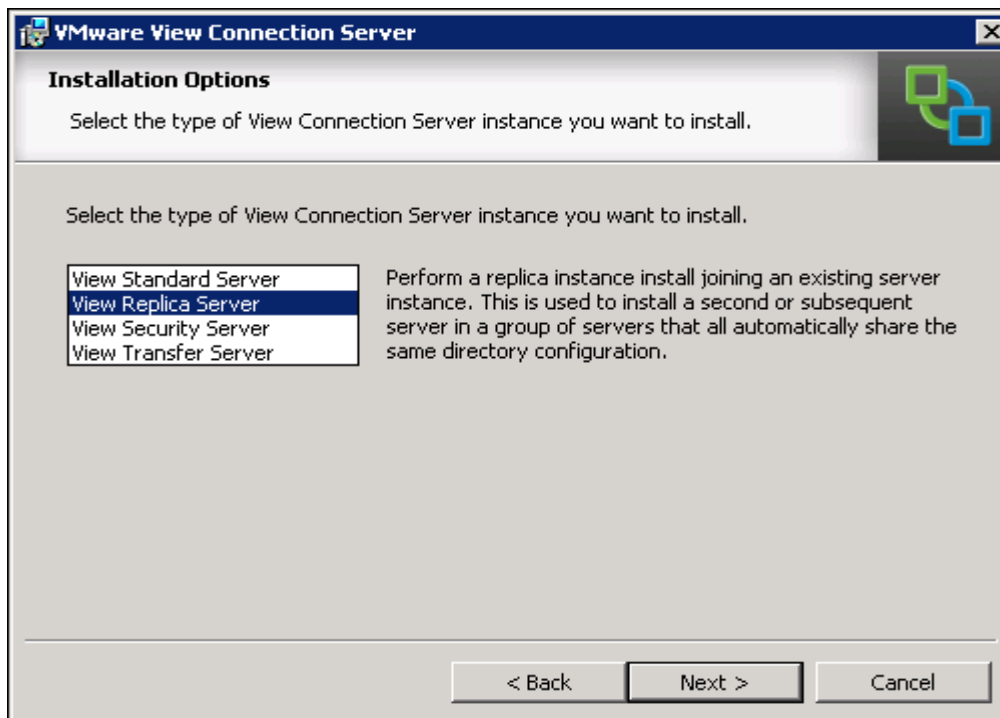 VMware View Connection Server
Installation Options
Select the type of View Connection Server instance you want to install.
Select the type of View Connection Server instance you want to install.
View Standard Server
View Replica Server
View Security Server
View Transfer Server
Perform a replica instance install joining an existing server
instance. This is used to install a second or subsequent
server in a group of servers that all automatically share the
same directory configuration.
< Back
Next >
Cancel